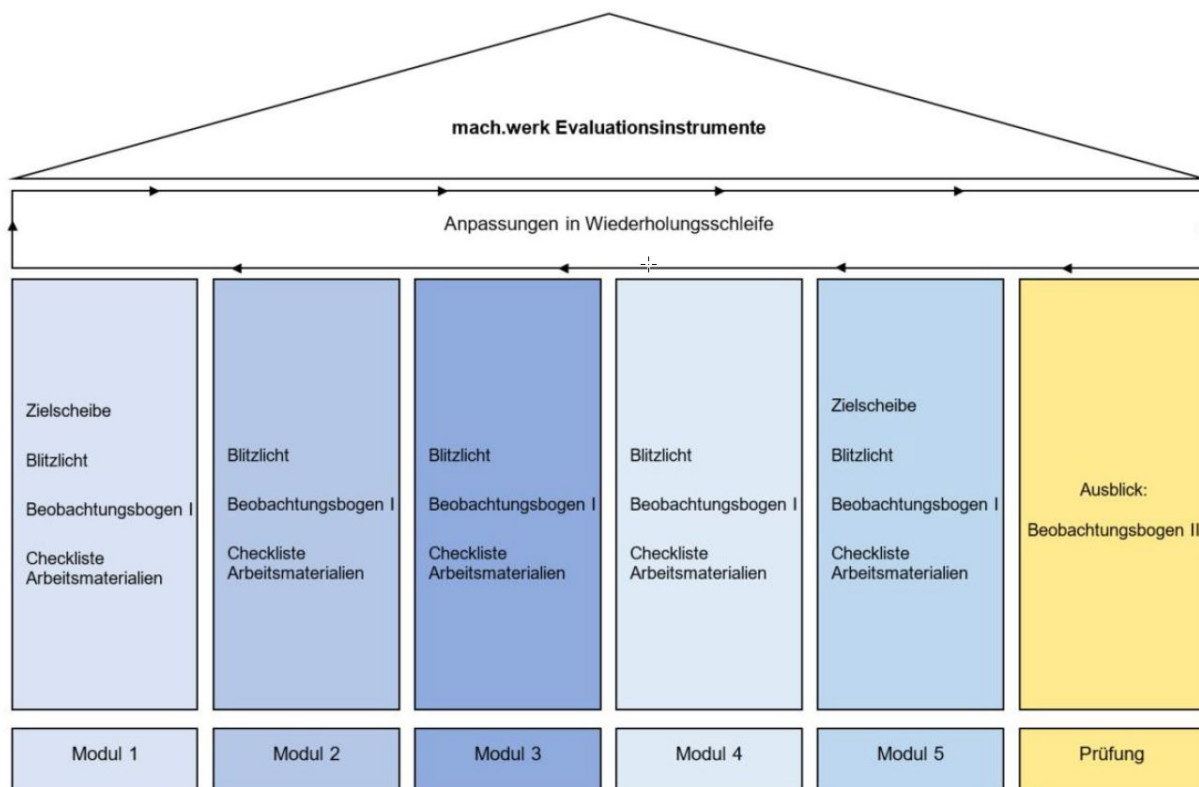 mach.werk Evaluationsinstrumente
Anpassungen in Wiederholungsschleife
Zielscheibe
Blitzlicht
Beobachtungsbogen I
Checkliste
Arbeitsmaterialien
Modul 1
Blitzlicht
Beobachtungsbogen I
Checkliste
Arbeitsmaterialien
Modul 2
Blitzlicht
Beobachtungsbogen I
Checkliste
Arbeitsmaterialien
Modul 3
Blitzlicht
Beobachtungsbogen I
Checkliste
Arbeitsmaterialien
Modul 4
Zielscheibe
Blitzlicht
Beobachtungsbogen I
Checkliste
Arbeitsmaterialien
Modul 5
Ausblick:
Beobachtungsbogen II
Prüfung